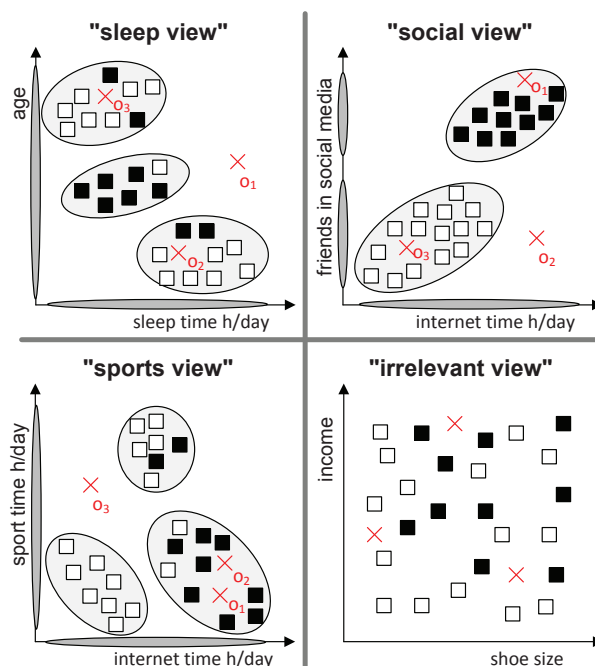 "sleep view"
age
o3
o1
o2
sleep time h/day
"social view"
friends in social media
o1
o3
o2
internet time h/day
"sports view"
sport time h/day
o3
o2
o1
internet time h/day
"irrelevant view"
income
shoe size